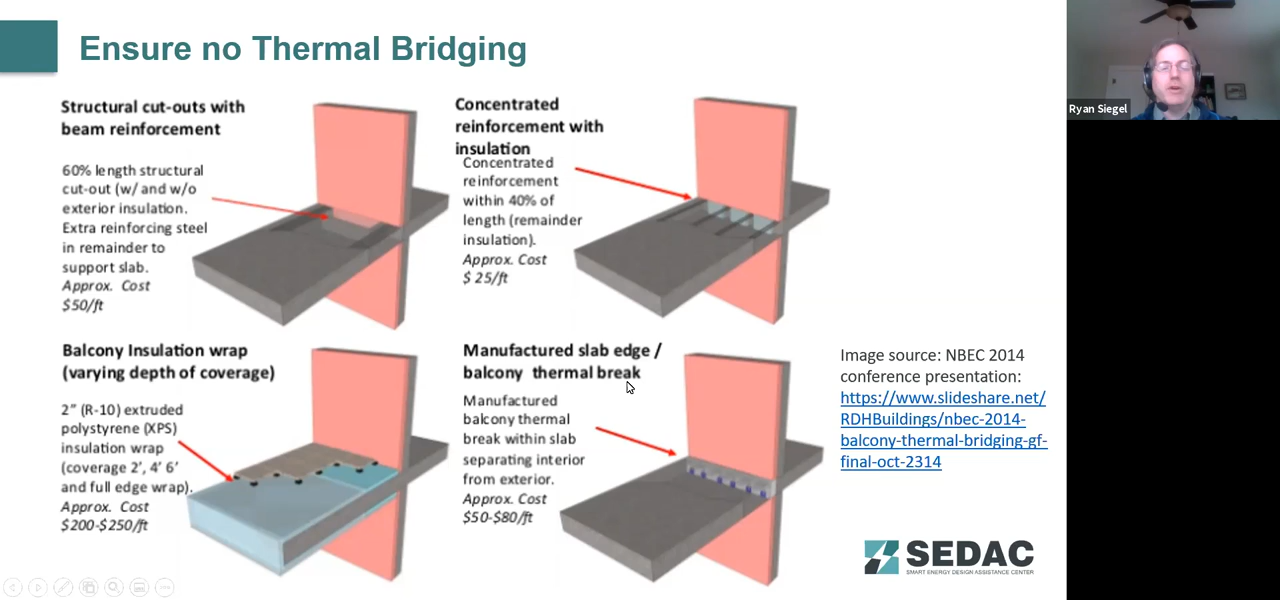 Ensure no Thermal Bridging
Structural cut-outs with
beam reinforcement
60% length structural
cut-out (w/ and w/o
exterior insulation.
Extra reinforcing steel
in remainder to
support slab.
Approx. Cost
$50/ft
Concentrated
reinforcement with
insulation
Concentrated
reinforcement
within 40% of
length (remainder
insulation).
Approx. Cost
$ 25/ft
Balcony Insulation wrap
(varying depth of coverage)
2” (R-10) extruded
polystyrene (XPS)
insulation wrap
(coverage 2’, 4’ 6’
and full edge wrap).
Approx. Cost
$200-$250/ft
Manufactured slab edge /
balcony thermal break
Manufactured
balcony thermal
break within slab
separating interior
from exterior.
Approx. Cost
$50-$80/ft
Image source: NBEC 2014
conference presentation:
https://www.slideshare.net/
RDHBuildings/nbec-2014-
balcony-thermal-bridging-gf-
final-oct-2314
SEDAC
SMART ENERGY DESIGN ASSISTANCE CENTER
Ryan Siegel